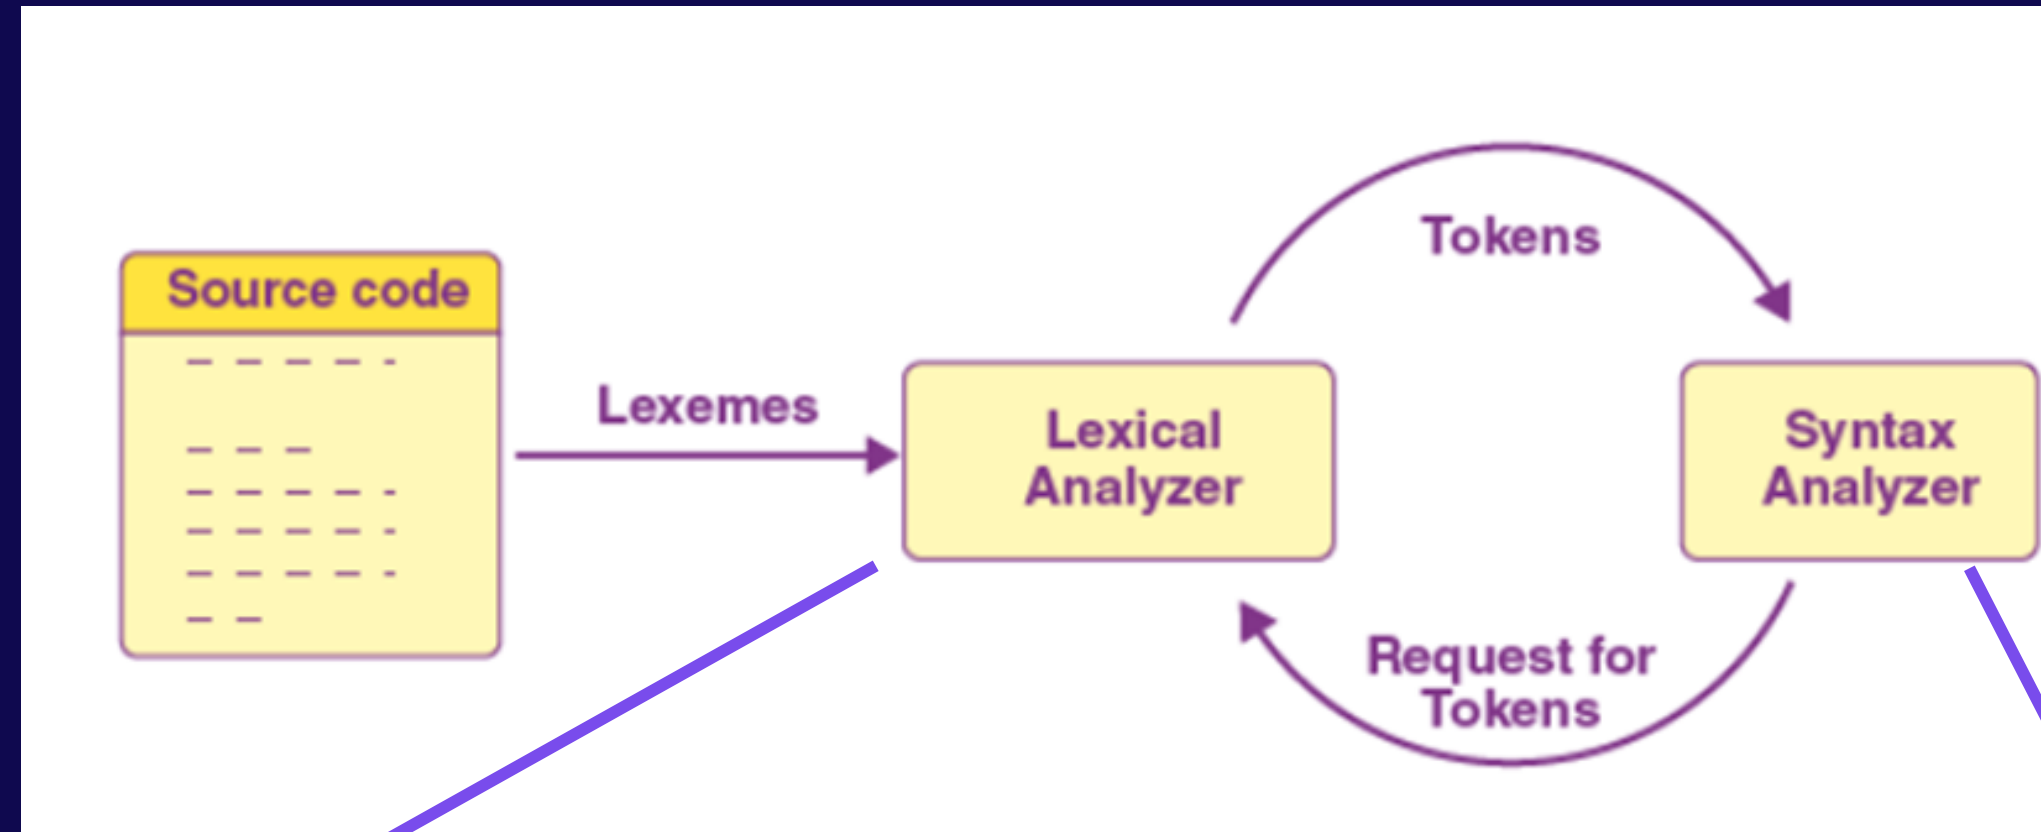 Source code
Lexemes
Lexical
Analyzer
Tokens
Syntax
Analyzer
Request for
Tokens